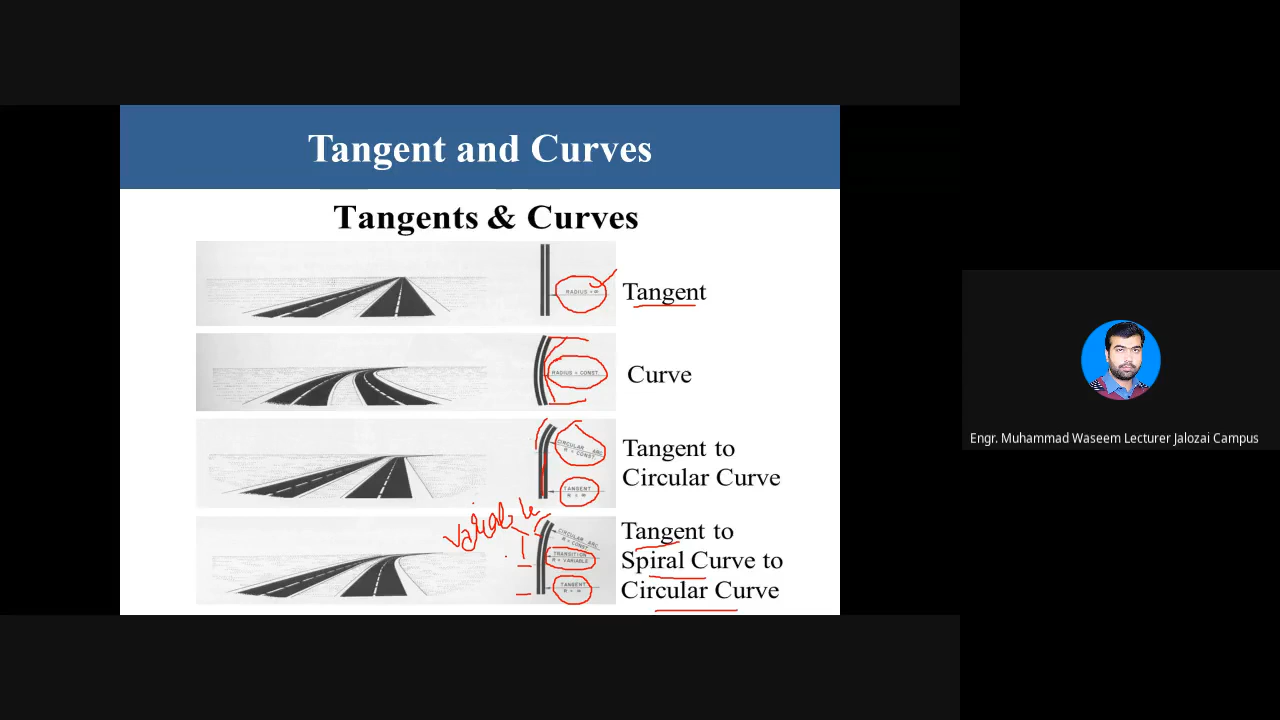 Tangent and Curves
Tangents & Curves
RADIUS = ∞
Tangent
RADIUS = CONST.
Curve
CIRCULAR ARC
R = CONST.
TANGENT
R = ∞
Tangent to
Circular Curve
variable
CIRCULAR ARC
R = CONST.
TRANSITION
R = VARIABLE
TANGENT
R = ∞
Tangent to
Spiral Curve to
Circular Curve
Engr. Muhammad Waseem Lecturer Jalozai Campus